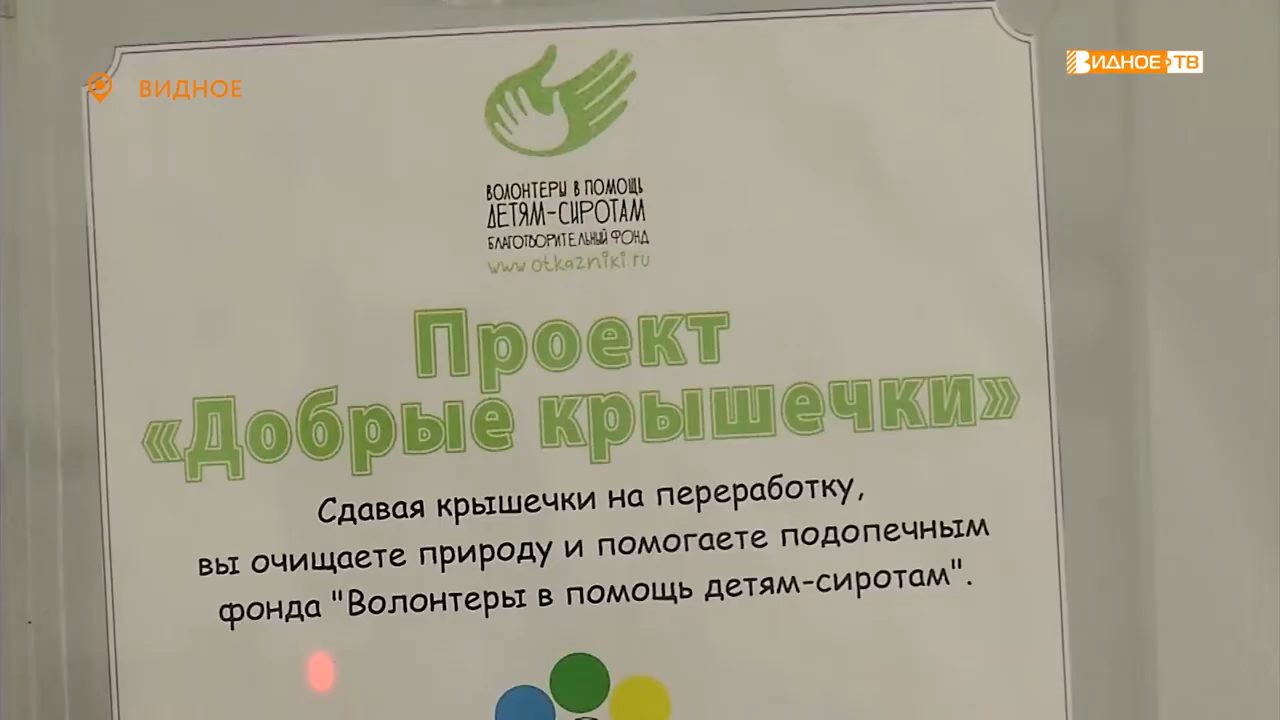 ВИДНОЕ
ВИДНОЕ ТВ
ВОЛОНТЕРЫ В ПОМОЩЬ
ДЕТЯМ-СИРОТАМ
БЛАГОТВОРИТЕЛЬНЫЙ ФОНД
www.otkazniki.ru
Проект
«Добрые крышечки»
Сдавая крышечки на переработку,
вы очищаете природу и помогаете подопечным
фонда "Волонтеры в помощь детям-сиротам".